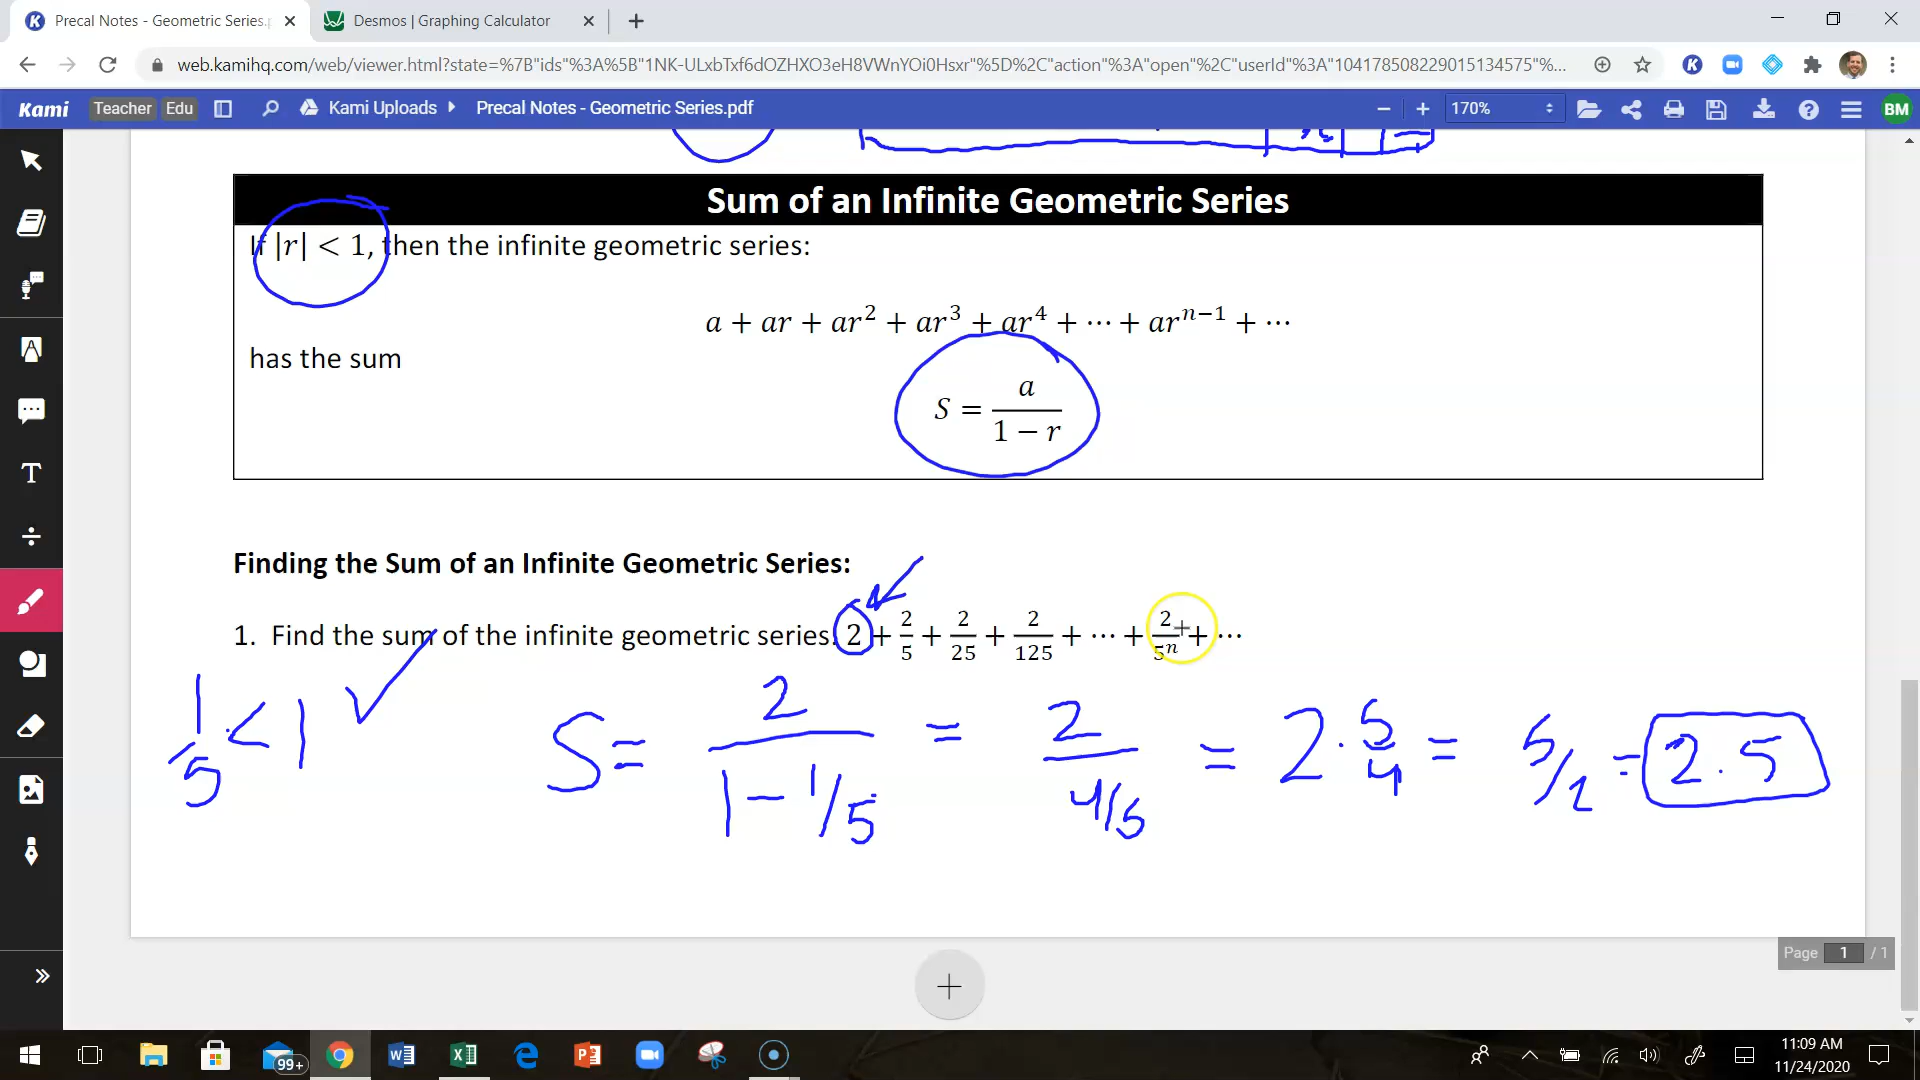 Precal Notes - Geometric Series.p
Desmos | Graphing Calculator
web.kamihq.com/web/viewer.html?state=%7B"ids"%3A%5B"1NK-ULxbTxf6dOZHXO3eH8VWnYOi0Hsxr"%5D%2C"action"%3A"open"%2C"userId"%3A"104178508229015134575"%...
Kami Teacher Edu Kami Uploads Precal Notes - Geometric Series.pdf 170% BM
Sum of an Infinite Geometric Series
If |r| < 1, then the infinite geometric series:
a + ar + ar² + ar³ + ar⁴ + ⋯ + arⁿ⁻¹ + ⋯
has the sum
S = a/(1 − r)
Finding the Sum of an Infinite Geometric Series:
1. Find the sum of the infinite geometric series. 2 + 2/5 + 2/25 + 2/125 + ⋯ + 2/5ⁿ + ⋯
1/5 < 1 S = 2/(1 - 1/5) = 2/(4/5) = 2 · 5/4 = 5/2 = 2.5
Page 1 / 1
99+
11:09 AM
11/24/2020